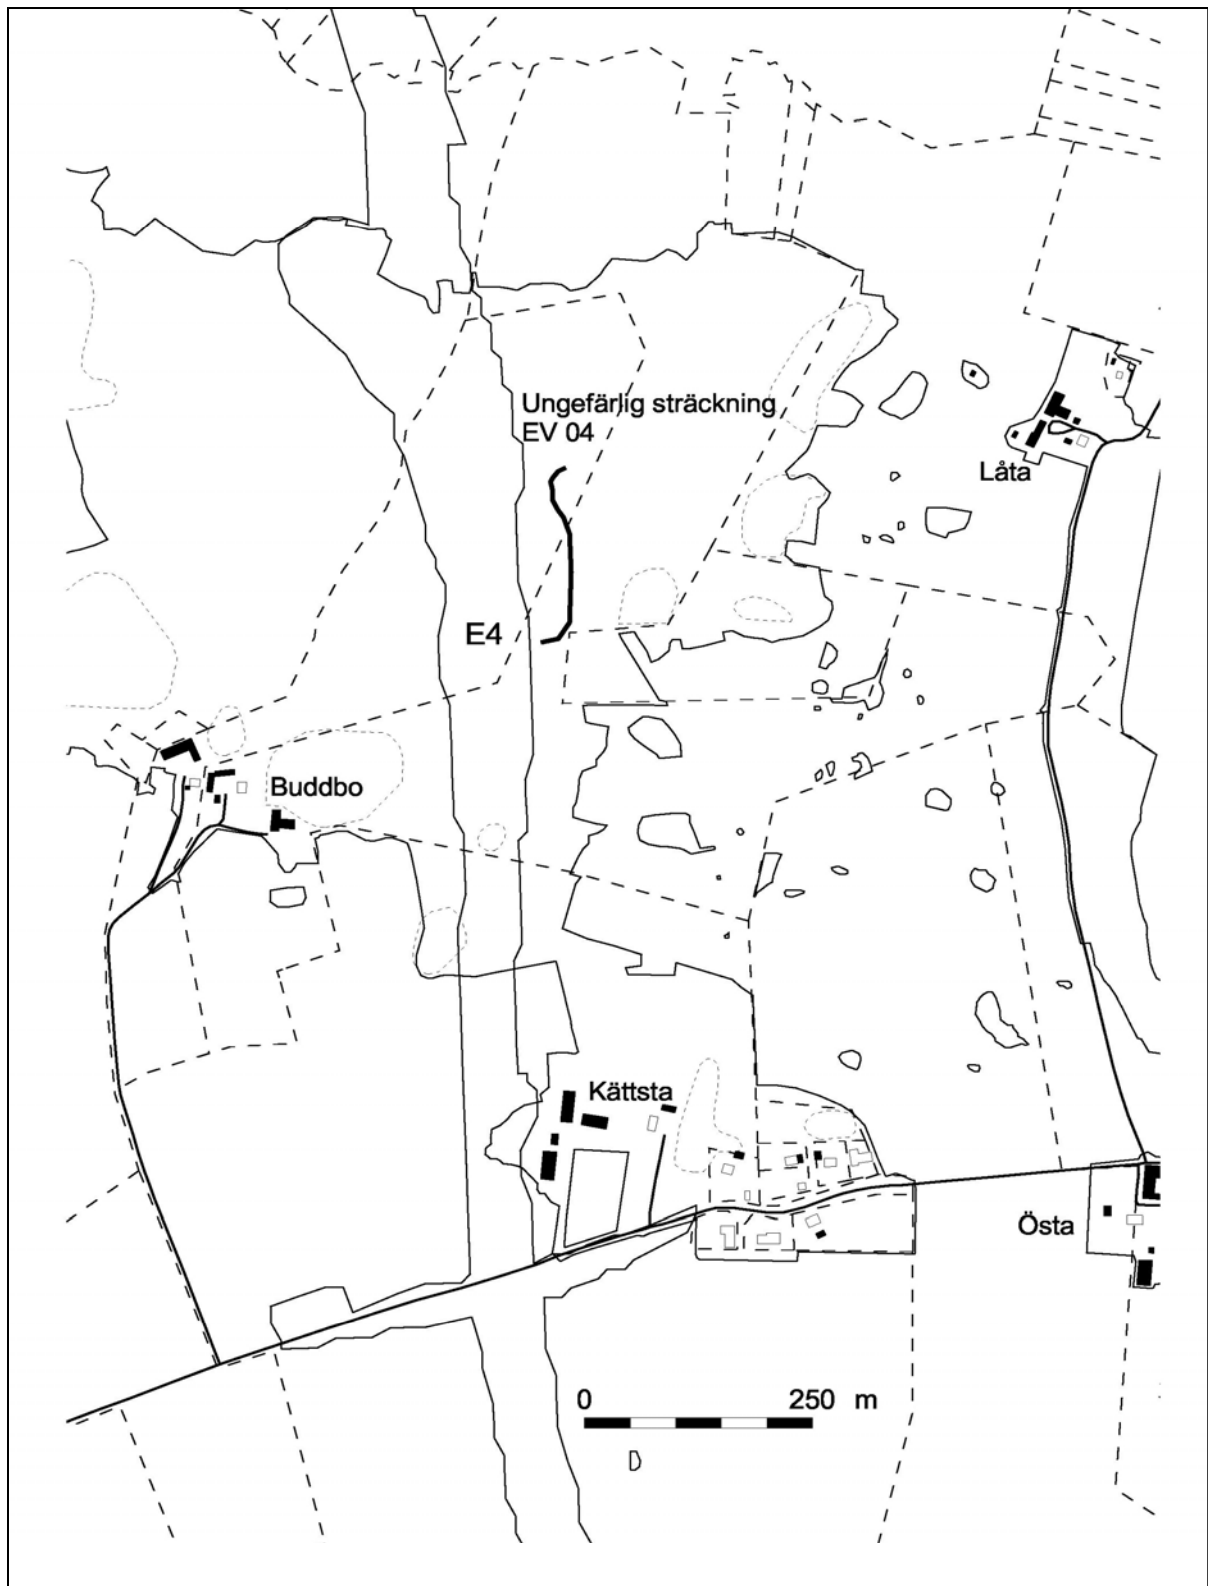 Ungefärlig sträckning
EV 04
Låta
E4
Buddbo
Kättsta
Östa
0 250 m